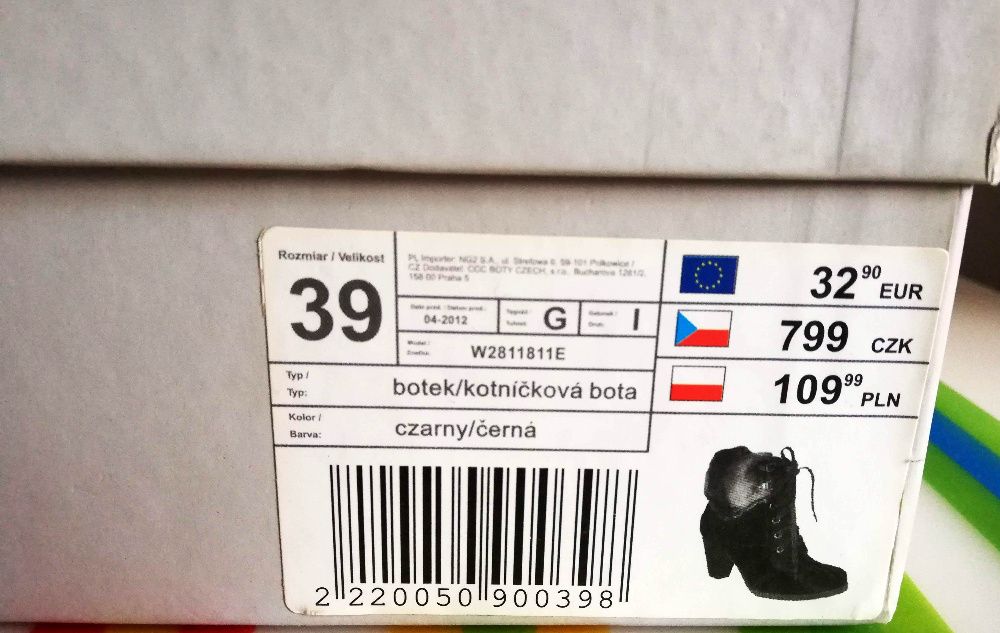 Rozmiar / Velikost
39
PL Importer: NG2 S.A., ul. Strefowa 6, 59-101 Polkowice /
CZ Dodavatel: CCC BOTY CZECH, s.r.o., Bucharova 1281/2,
158 00 Praha 5
04-2012
G
I
Model /
W2811811E
Typ /
Typ:
botek/kotníčková bota
Kolor /
Barva:
czarny/černá
32 90 EUR
799 CZK
109 99 PLN
2 220050 900398